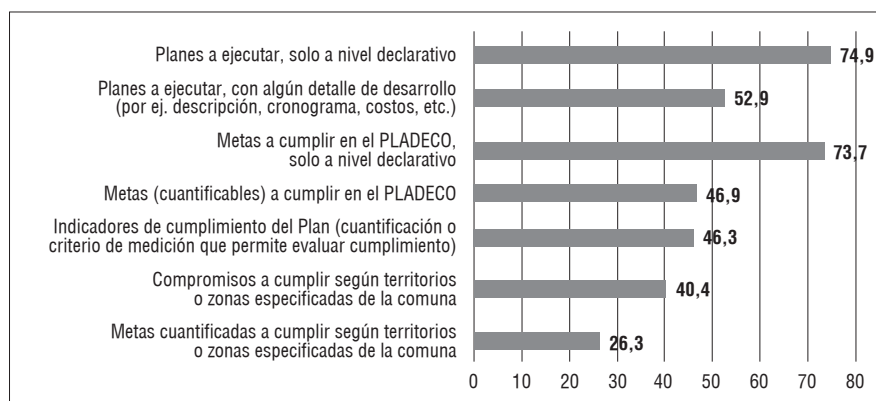 Planes a ejecutar, solo a nivel declarativo
74,9
Planes a ejecutar, con algún detalle de desarrollo
(por ej. descripción, cronograma, costos, etc.)
52,9
Metas a cumplir en el PLADECO,
solo a nivel declarativo
73,7
Metas (cuantificables) a cumplir en el PLADECO
46,9
Indicadores de cumplimiento del Plan (cuantificación o
criterio de medición que permite evaluar cumplimiento)
46,3
Compromisos a cumplir según territorios
o zonas especificadas de la comuna
40,4
Metas cuantificadas a cumplir según territorios
o zonas especificadas de la comuna
26,3
0 10 20 30 40 50 60 70 80